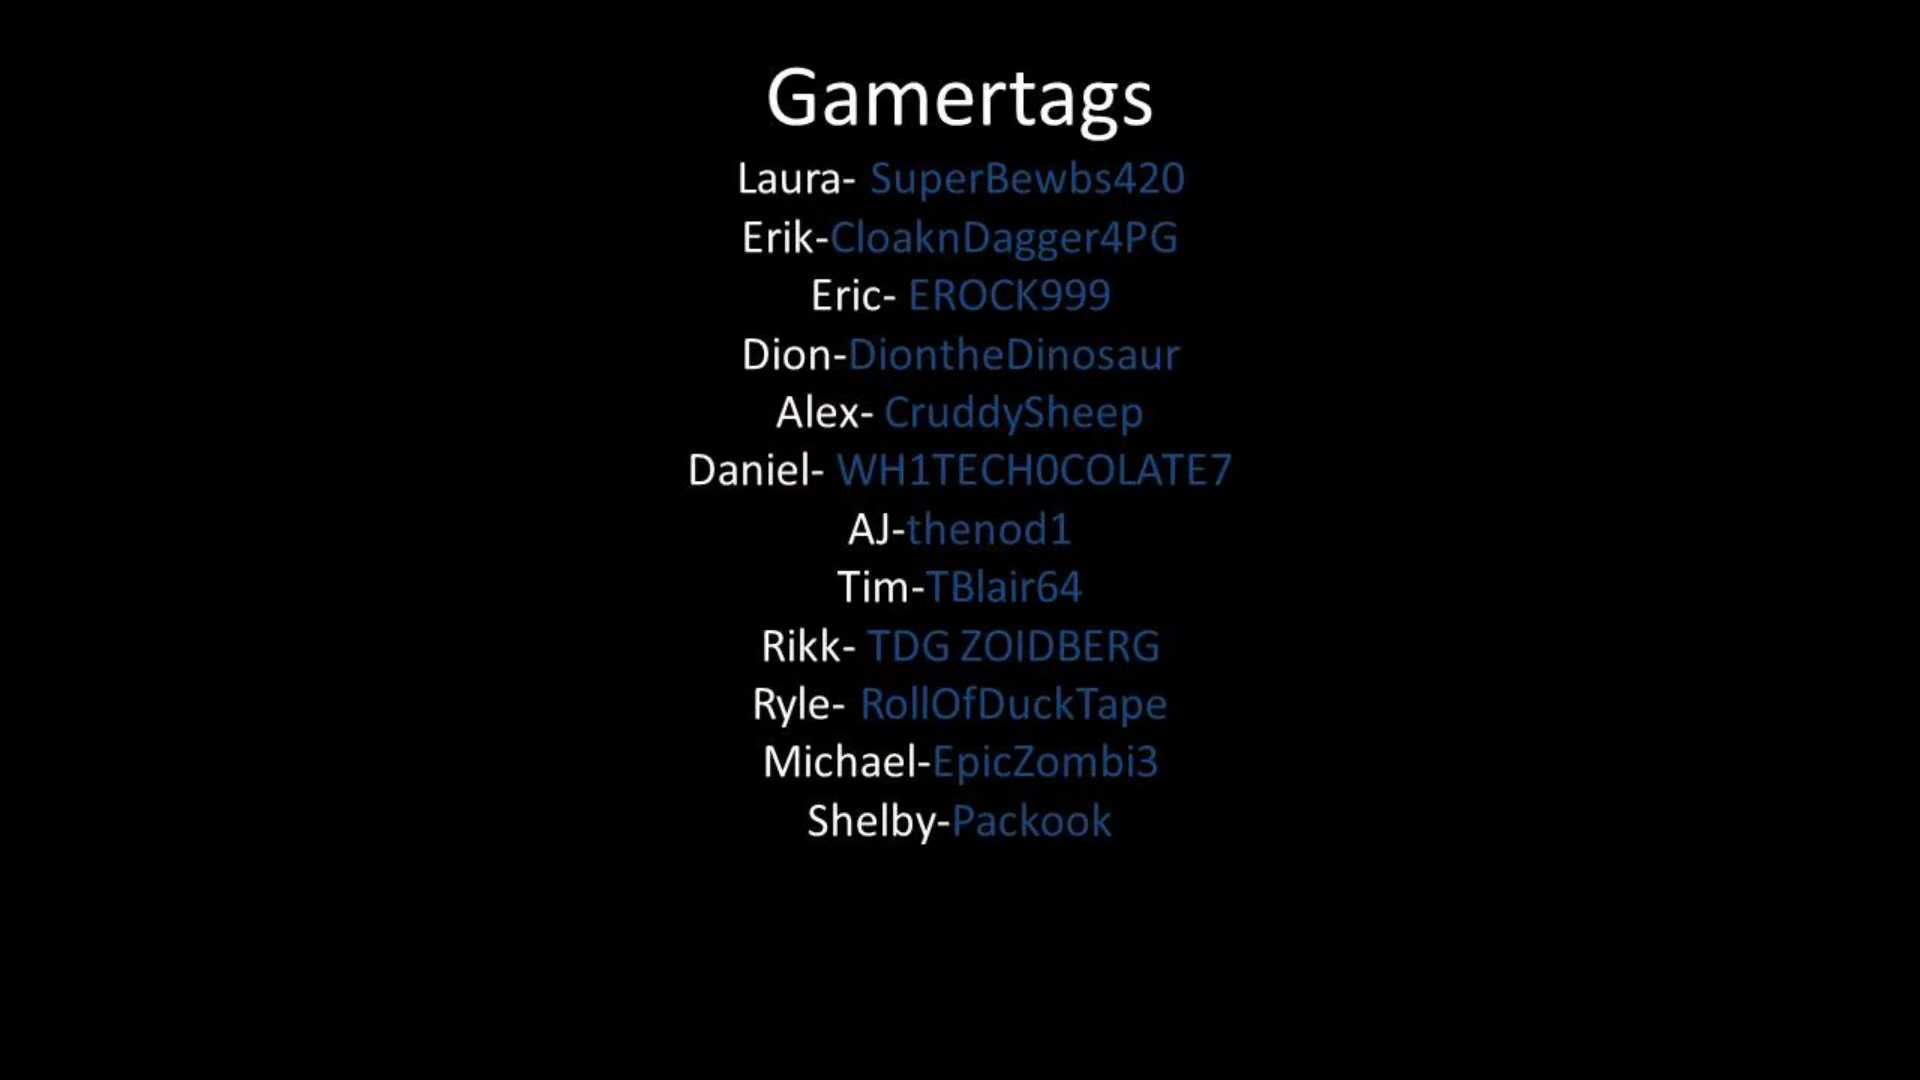 Gamertags
Laura- SuperBewbs420
Erik-CloaknDagger4PG
Eric- EROCK999
Dion-DiontheDinosaur
Alex- CruddySheep
Daniel- WH1TECH0COLATE7
AJ-thenod1
Tim-TBlair64
Rikk- TDG ZOIDBERG
Ryle- RollOfDuckTape
Michael-EpicZombi3
Shelby-Packook